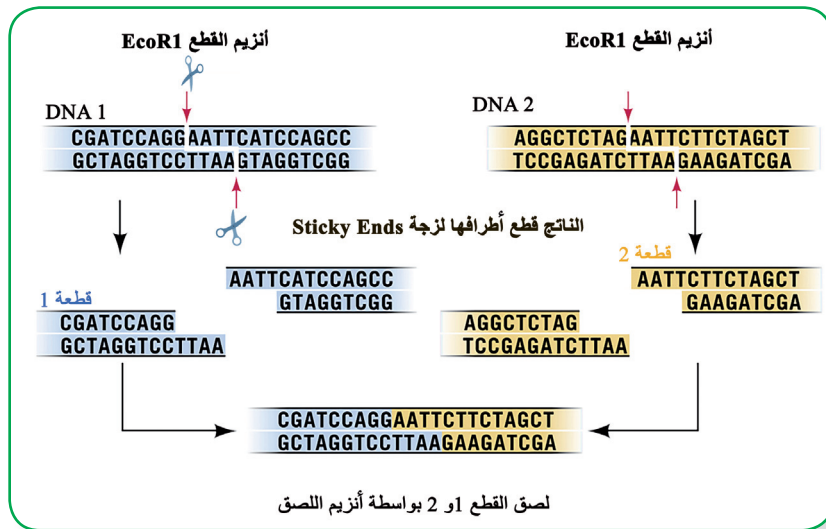 أنزيم القطع EcoR1
أنزيم القطع EcoR1
DNA 1
CGATCCAGGAATTCATCCAGCC
GCTAGGTCCTTAAGTAGGTCGG
DNA 2
AGGCTCTAGAATTCTTCTAGCT
TCCGAGATCTTAAGAAGATCGA
الناتج قطع أطرافها لزجة Sticky Ends
قطعة 1
CGATCCAGG
GCTAGGTCCTTAA
AATTCATCCAGCC
GTAGGTCGG
AGGCTCTAG
TCCGAGATCTTAA
قطعة 2
AATTCTTCTAGCT
GAAGATCGA
CGATCCAGGAATTCTTCTAGCT
GCTAGGTCCTTAAGAAGATCGA
لصق القطع 1و 2 بواسطة أنزيم اللصق